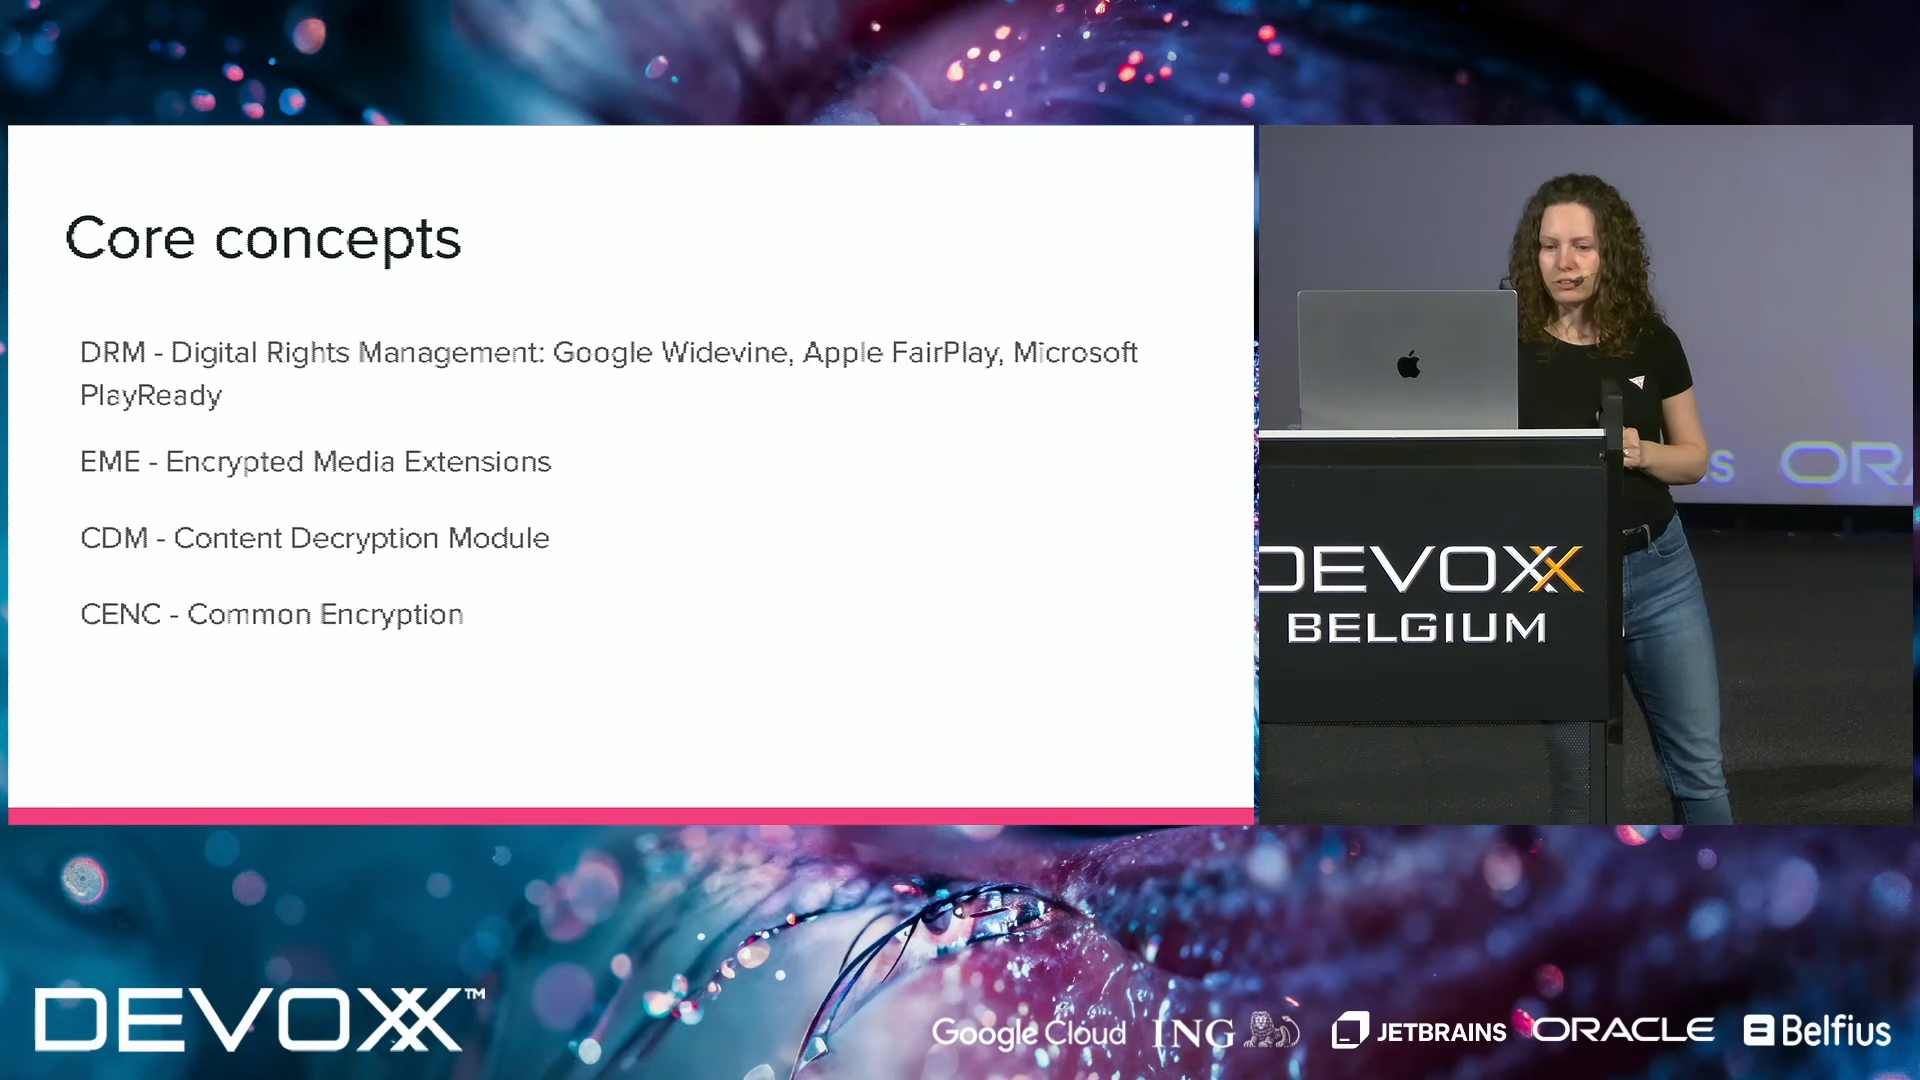 Core concepts
DRM - Digital Rights Management: Google Widevine, Apple FairPlay, Microsoft
PlayReady
EME - Encrypted Media Extensions
CDM - Content Decryption Module
CENC - Common Encryption
DEVOXX
BELGIUM
DEVOXX™
Google Cloud
ING
JETBRAINS
ORACLE
Belfius